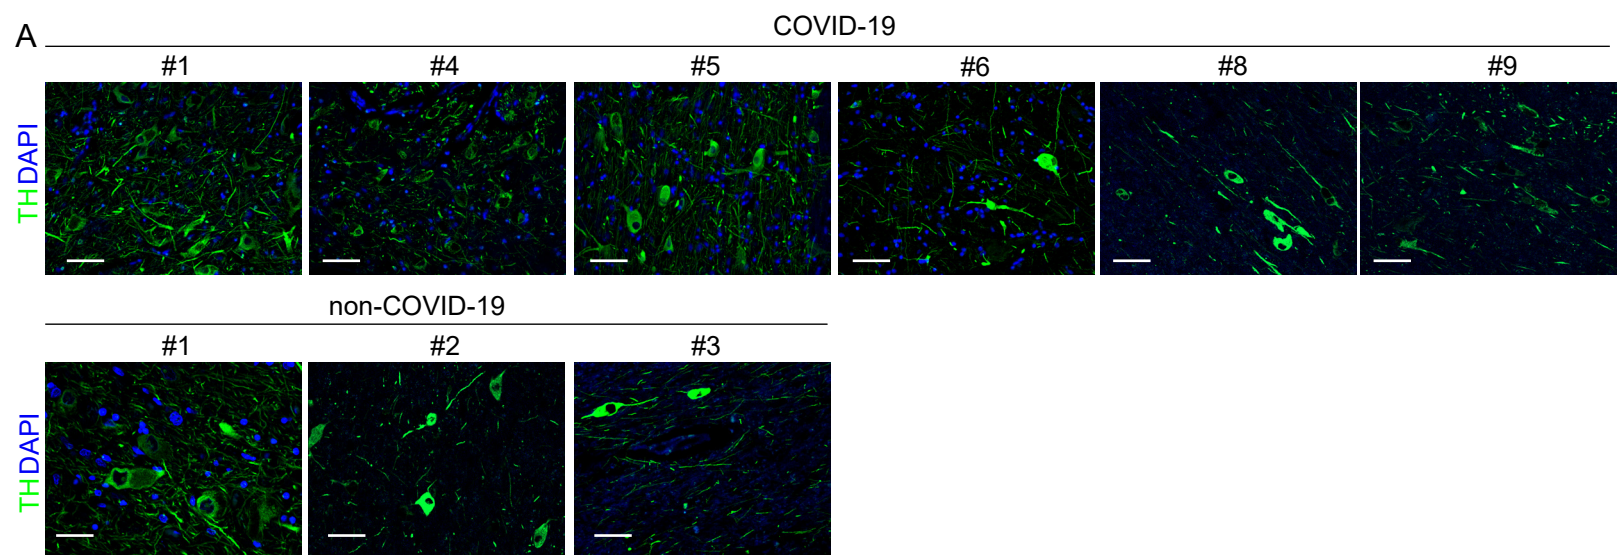 A
COVID-19
#1 #4 #5 #6 #8 #9
THDAPI
non-COVID-19
#1 #2 #3
THDAPI